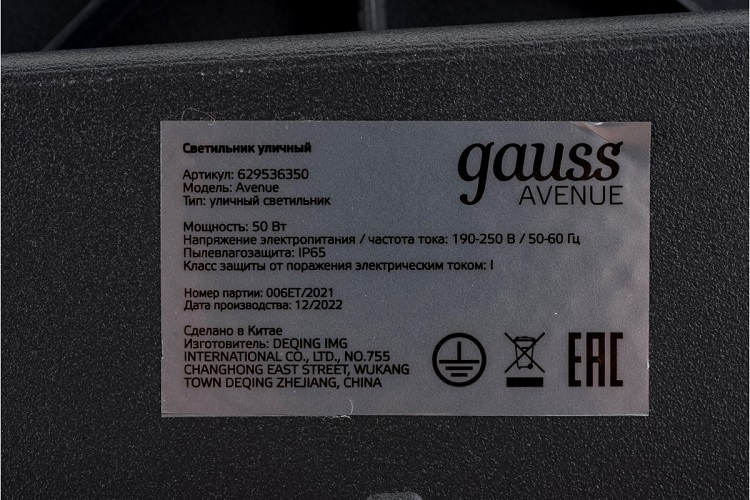 Светильник уличный
gauss
AVENUE
Артикул: 629536350
Модель: Avenue
Тип: уличный светильник
Мощность: 50 Вт
Напряжение электропитания / частота тока: 190-250 В / 50-60 Гц
Пылевлагозащита: IP65
Класс защиты от поражения электрическим током: I
Номер партии: 006ET/2021
Дата производства: 12/2022
Сделано в Китае
Изготовитель: DEQING IMG
INTERNATIONAL CO., LTD., NO.755
CHANGHONG EAST STREET, WUKANG
TOWN DEQING ZHEJIANG, CHINA
EAC